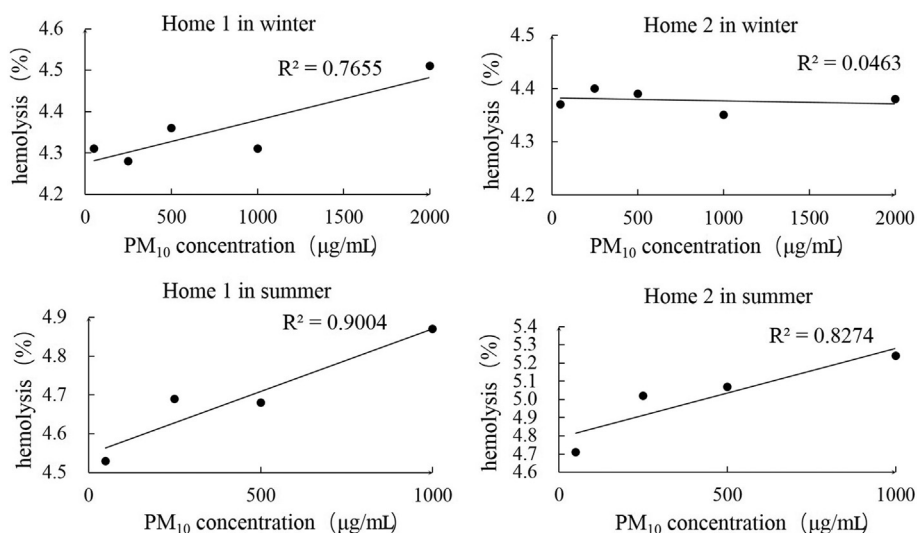 Home 1 in winter
hemolysis (%)
4.6
4.5
4.4
4.3
4.2
R² = 0.7655
0 500 1000 1500 2000
PM₁₀ concentration (μg/mL)
Home 2 in winter
hemolysis (%)
4.5
4.4
4.3
4.2
R² = 0.0463
0 500 1000 1500 2000
PM₁₀ concentration (μg/mL)
Home 1 in summer
hemolysis (%)
4.9
4.8
4.7
4.6
4.5
R² = 0.9004
0 500 1000
PM₁₀ concentration (μg/mL)
Home 2 in summer
hemolysis (%)
5.4
5.3
5.2
5.1
5.0
4.9
4.8
4.7
4.6
R² = 0.8274
0 500 1000
PM₁₀ concentration (μg/mL)